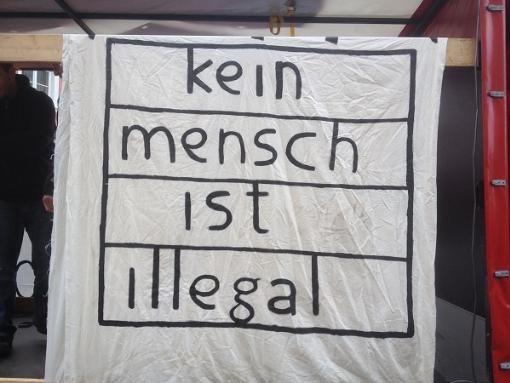 kein
mensch
ist
illegal